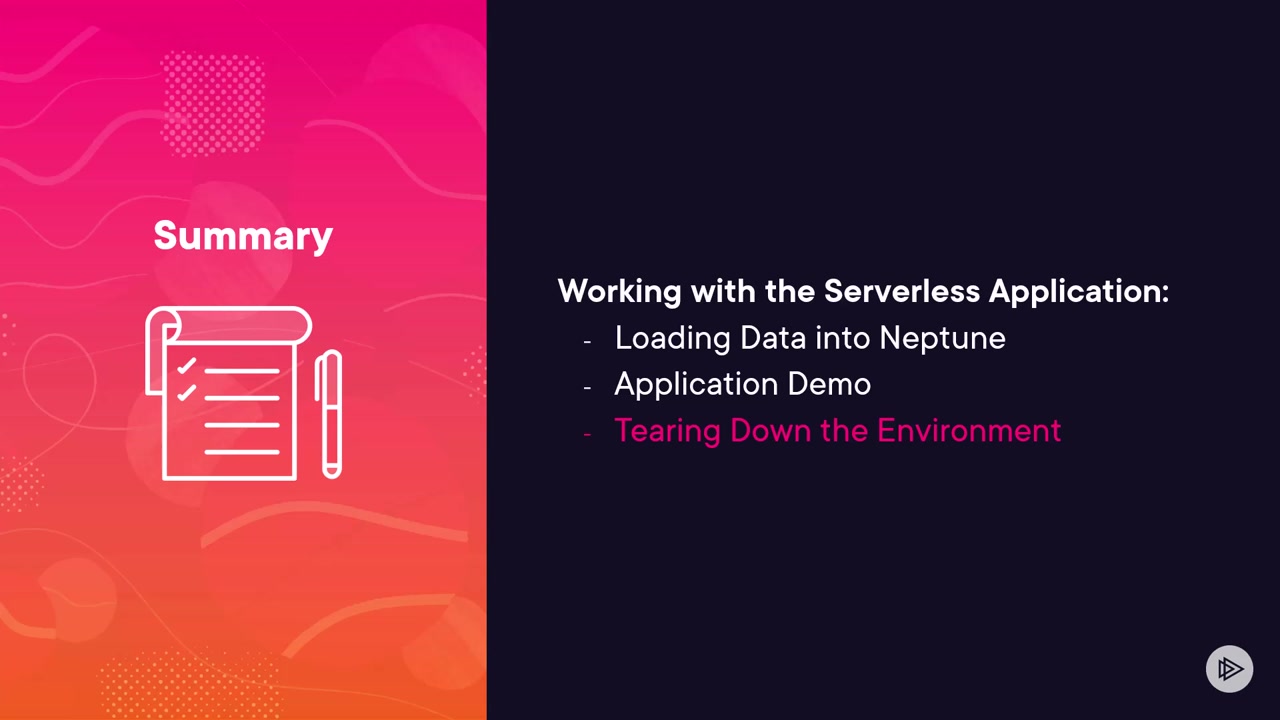 Summary
Working with the Serverless Application:
- Loading Data into Neptune
- Application Demo
- Tearing Down the Environment